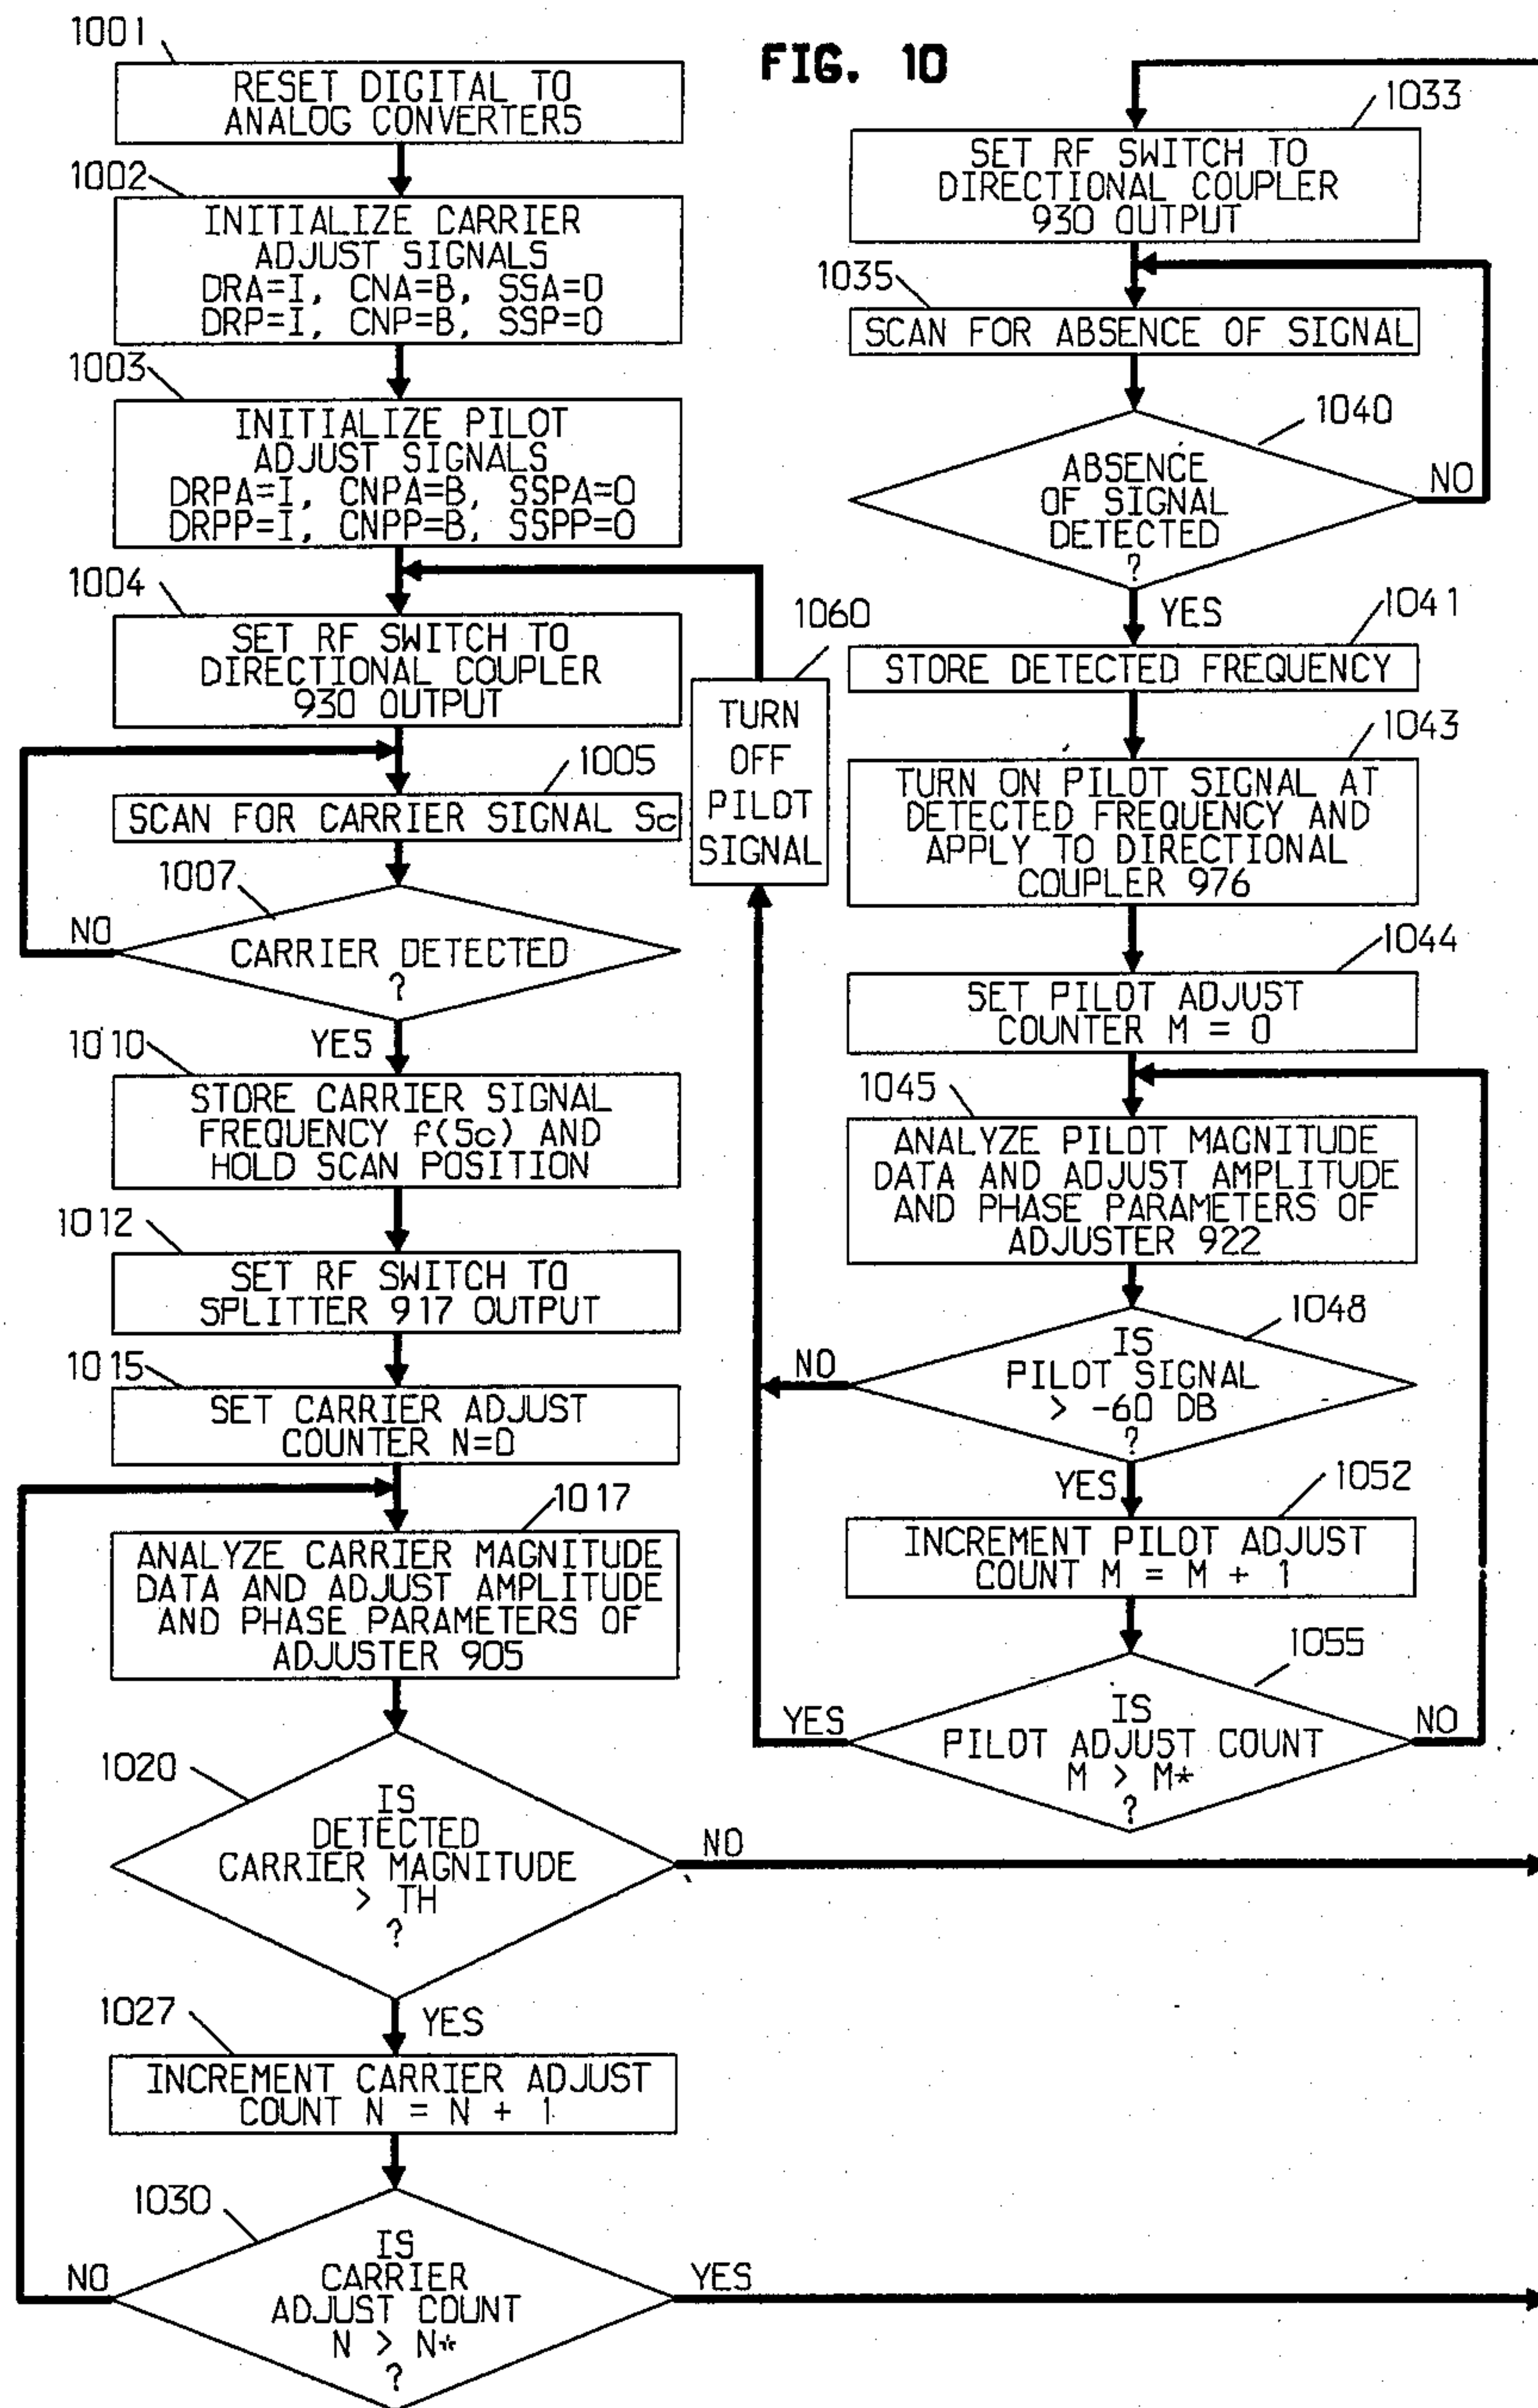 FIG. 10
1001
RESET DIGITAL TO
ANALOG CONVERTERS
1002
INITIALIZE CARRIER
ADJUST SIGNALS
DRA=I, CNA=B, SSA=0
DRP=I, CNP=B, SSP=0
1003
INITIALIZE PILOT
ADJUST SIGNALS
DRPA=I, CNPA=B, SSPA=0
DRPP=I, CNPP=B, SSPP=0
1004
SET RF SWITCH TO
DIRECTIONAL COUPLER
930 OUTPUT
1005
SCAN FOR CARRIER SIGNAL Sc
1007
CARRIER DETECTED
?
NO
YES
1010
STORE CARRIER SIGNAL
FREQUENCY f(Sc) AND
HOLD SCAN POSITION
1012
SET RF SWITCH TO
SPLITTER 917 OUTPUT
1015
SET CARRIER ADJUST
COUNTER N=0
1017
ANALYZE CARRIER MAGNITUDE
DATA AND ADJUST AMPLITUDE
AND PHASE PARAMETERS OF
ADJUSTER 905
1020
IS
DETECTED
CARRIER MAGNITUDE
> TH
?
NO
YES
1027
INCREMENT CARRIER ADJUST
COUNT N = N + 1
1030
IS
CARRIER
ADJUST COUNT
N > N*
?
NO
YES
1060
TURN
OFF
PILOT
SIGNAL
1033
SET RF SWITCH TO
DIRECTIONAL COUPLER
930 OUTPUT
1035
SCAN FOR ABSENCE OF SIGNAL
1040
ABSENCE
OF SIGNAL
DETECTED
?
NO
YES
1041
STORE DETECTED FREQUENCY
1043
TURN ON PILOT SIGNAL AT
DETECTED FREQUENCY AND
APPLY TO DIRECTIONAL
COUPLER 976
1044
SET PILOT ADJUST
COUNTER M = 0
1045
ANALYZE PILOT MAGNITUDE
DATA AND ADJUST AMPLITUDE
AND PHASE PARAMETERS OF
ADJUSTER 922
1048
IS
PILOT SIGNAL
> -60 DB
?
NO
YES
1052
INCREMENT PILOT ADJUST
COUNT M = M + 1
1055
IS
PILOT ADJUST COUNT
M > M*
?
YES
NO